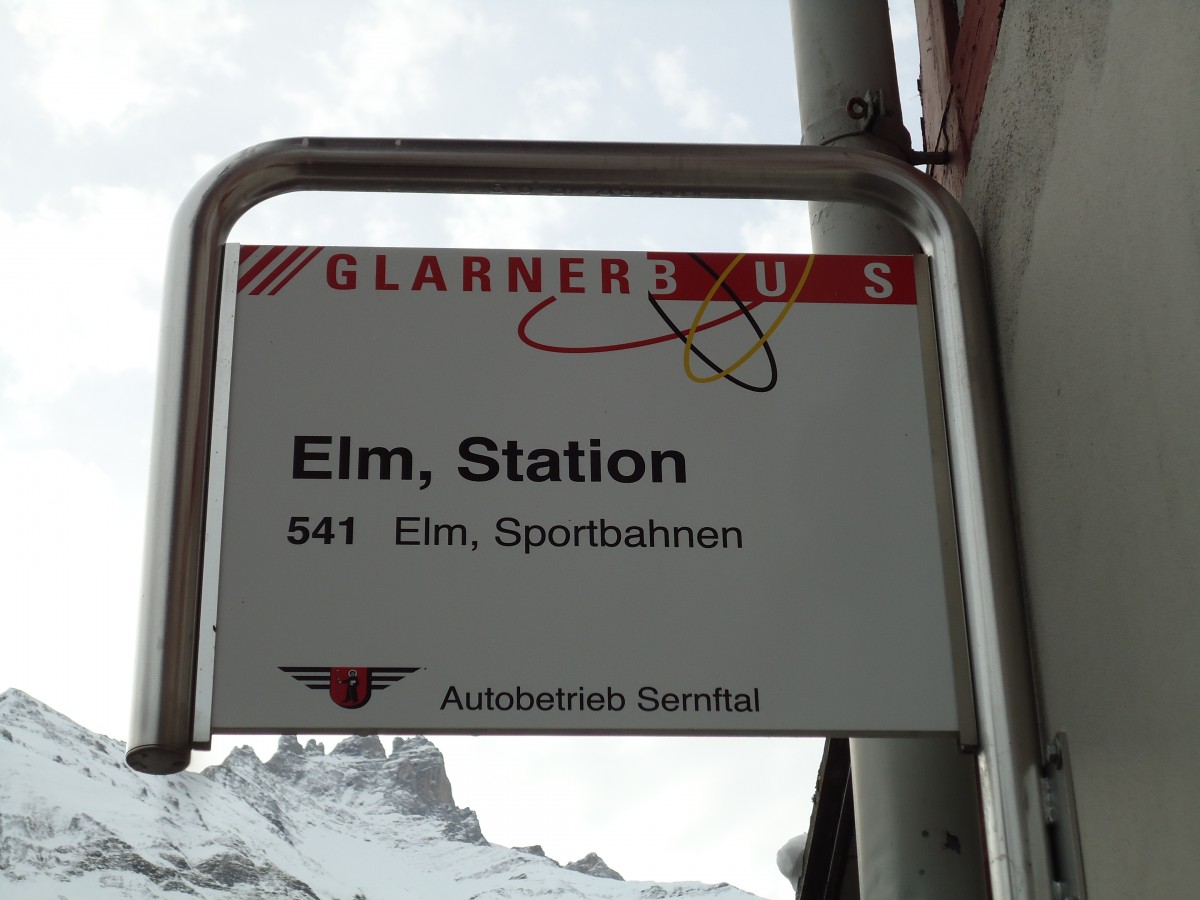 GLARNERBUS
Elm, Station
541 Elm, Sportbahnen
Autobetrieb Sernftal